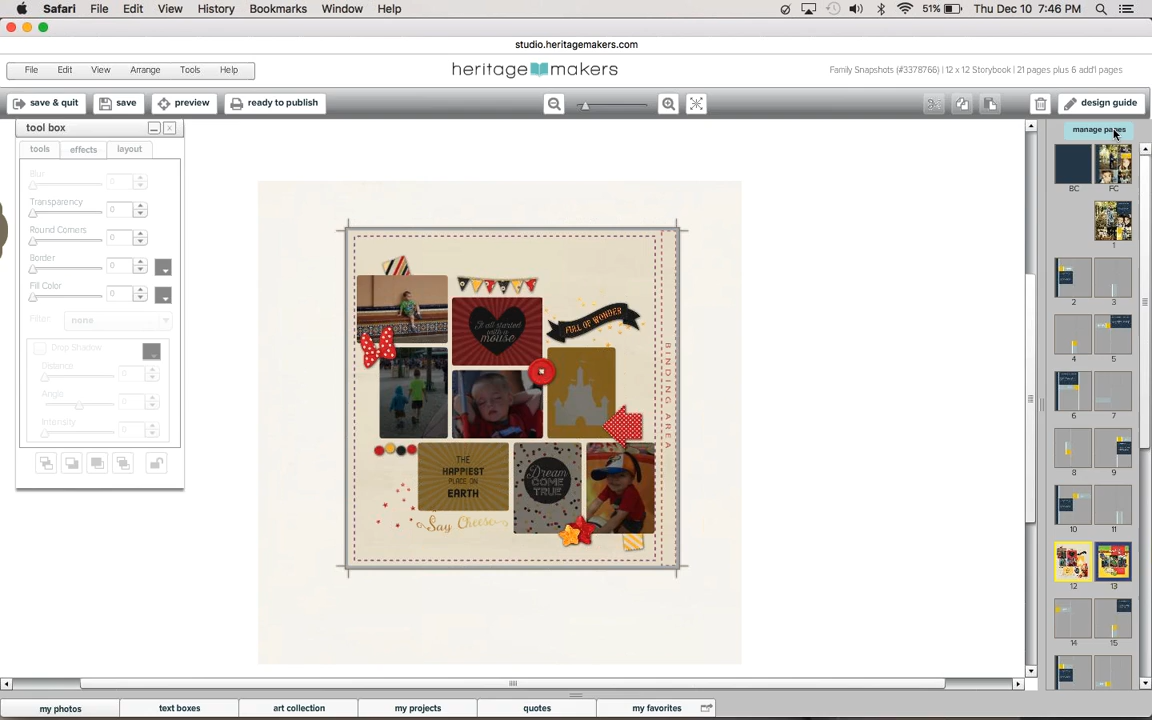 Safari File Edit View History Bookmarks Window Help 51% Thu Dec 10 7:46 PM
studio.heritagemakers.com
File Edit View Arrange Tools Help
heritage makers
Family Snapshots (#3378766) | 12 x 12 Storybook | 21 pages plus 6 add'l pages
save & quit save preview ready to publish design guide
tool box
tools effects layout
Blur 0
Transparency 0
Round Corners 0
Border 0
Fill Color 0
Filter: none
Drop Shadow
Distance
Angle
Intensity
It all started
with a
mouse
FULL OF WONDER
BINDING AREA
THE
HAPPIEST
PLACE ON
EARTH
Dream
COME
TRUE
Say Cheese
manage pages
BC FC
1
2 3
4 5
6 7
8 9
10 11
12 13
14 15
my photos text boxes art collection my projects quotes my favorites